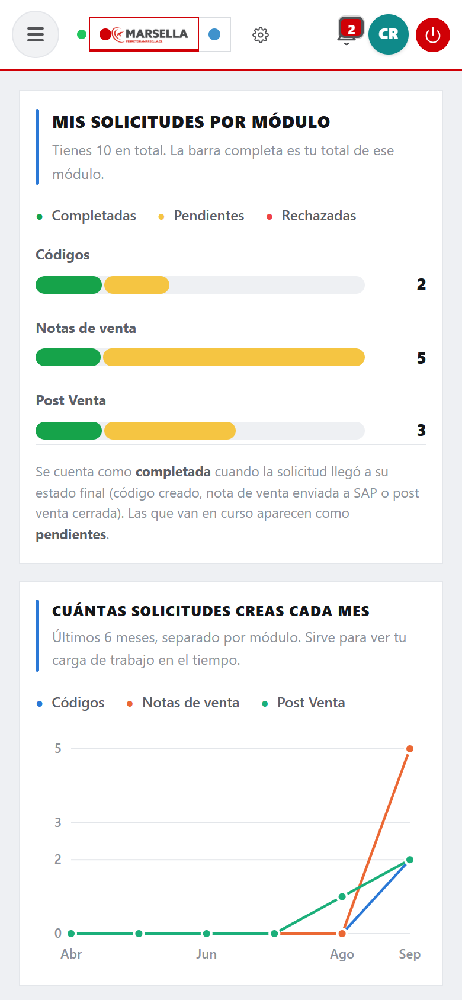 MARSELLA
FERRETERIAMARSELLA.CL
2
CR
MIS SOLICITUDES POR MÓDULO
Tienes 10 en total. La barra completa es tu total de ese
módulo.
Completadas Pendientes Rechazadas
Códigos
2
Notas de venta
5
Post Venta
3
Se cuenta como completada cuando la solicitud llegó a su
estado final (código creado, nota de venta enviada a SAP o post
venta cerrada). Las que van en curso aparecen como
pendientes.
CUÁNTAS SOLICITUDES CREAS CADA MES
Últimos 6 meses, separado por módulo. Sirve para ver tu
carga de trabajo en el tiempo.
Códigos Notas de venta Post Venta
5
3
2
0
Abr Jun Ago Sep